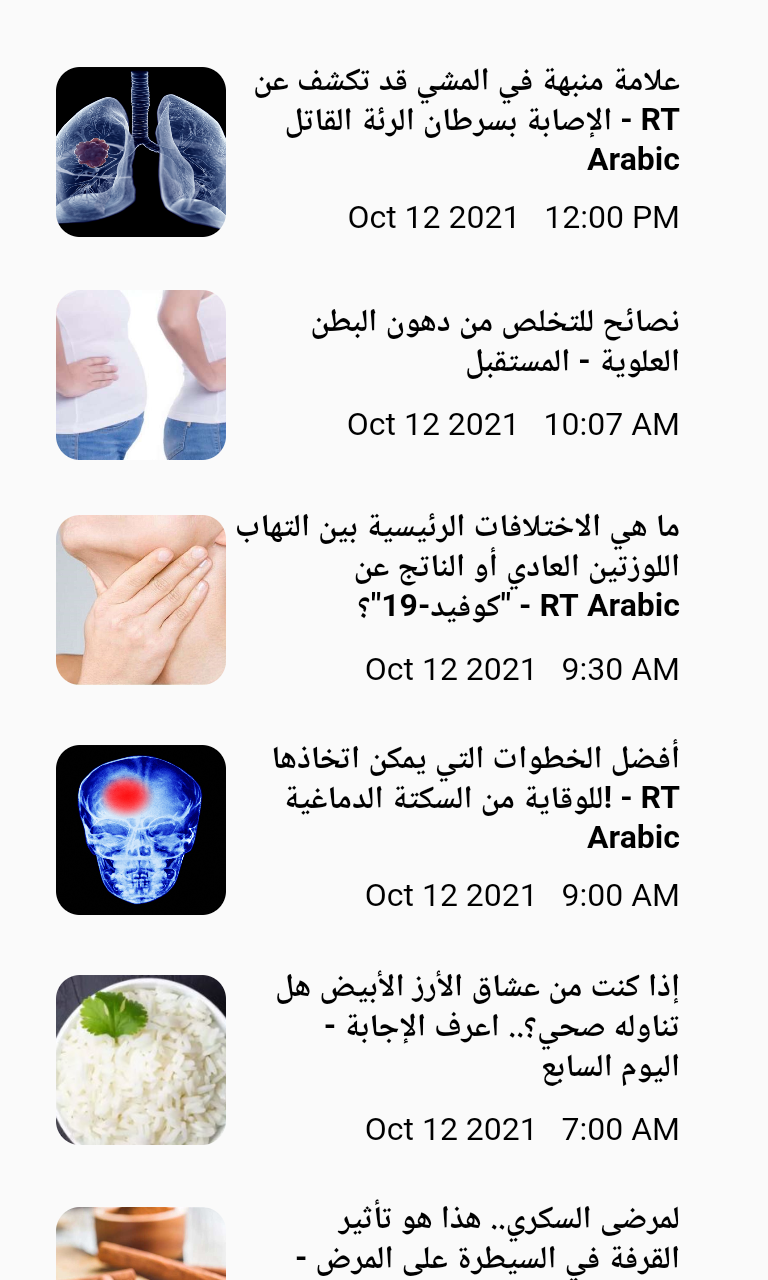 علامة منبهة في المشي قد تكشف عن
الإصابة بسرطان الرئة القاتل - RT
Arabic
Oct 12 2021 12:00 PM
نصائح للتخلص من دهون البطن
العلوية - المستقبل
Oct 12 2021 10:07 AM
ما هي الاختلافات الرئيسية بين التهاب
اللوزتين العادي أو الناتج عن
"كوفيد-19"؟ - RT Arabic
Oct 12 2021 9:30 AM
أفضل الخطوات التي يمكن اتخاذها
للوقاية من السكتة الدماغية! - RT
Arabic
Oct 12 2021 9:00 AM
إذا كنت من عشاق الأرز الأبيض هل
تناوله صحي؟.. اعرف الإجابة -
اليوم السابع
Oct 12 2021 7:00 AM
لمرضى السكري.. هذا هو تأثير
القرفة في السيطرة على المرض -